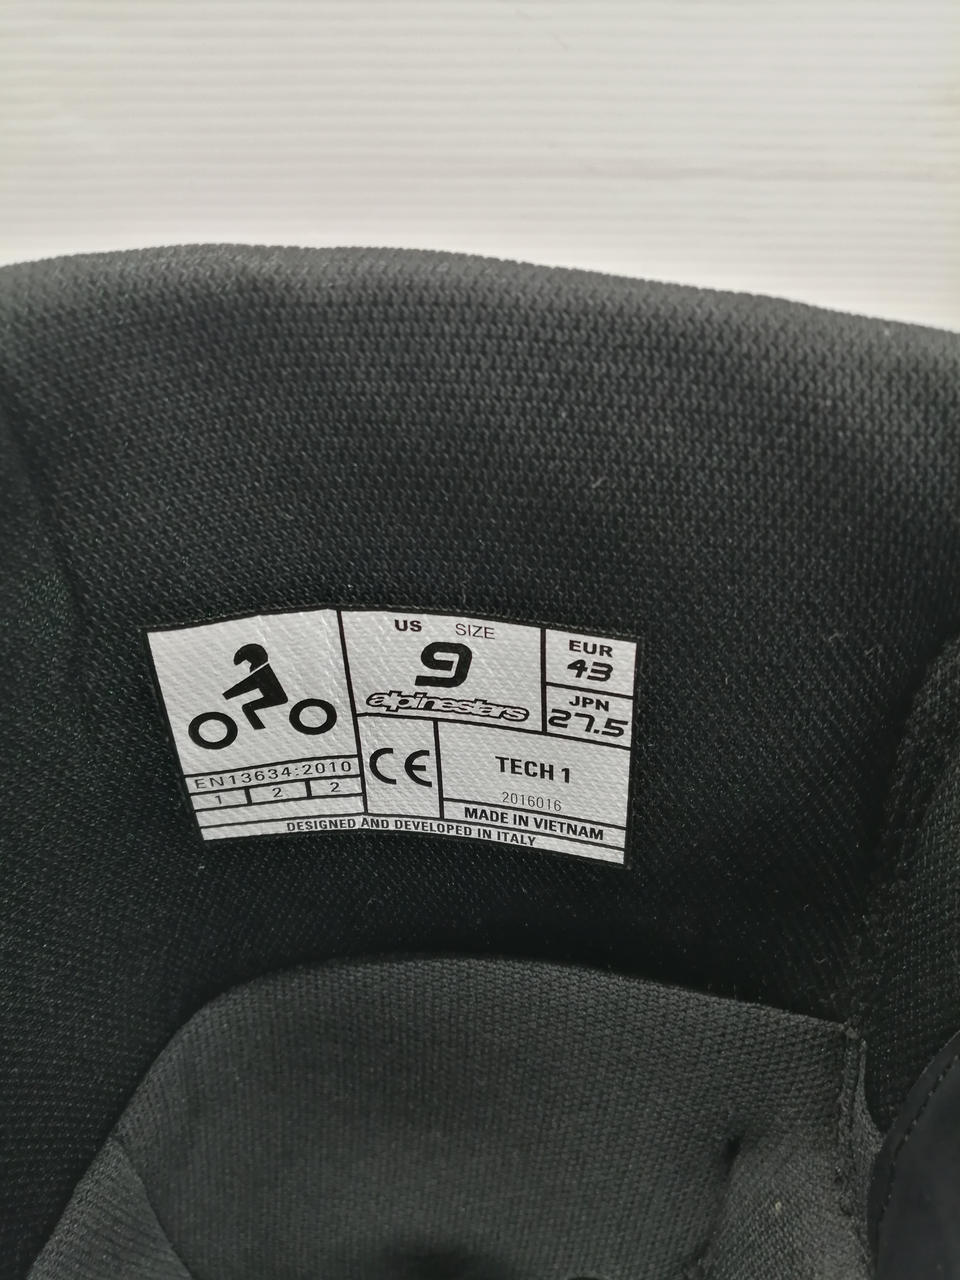 US SIZE
9
alpinestars
EUR
43
JPN
27.5
EN13634:2010
1 2 2
CE
TECH 1
2016016
MADE IN VIETNAM
DESIGNED AND DEVELOPED IN ITALY